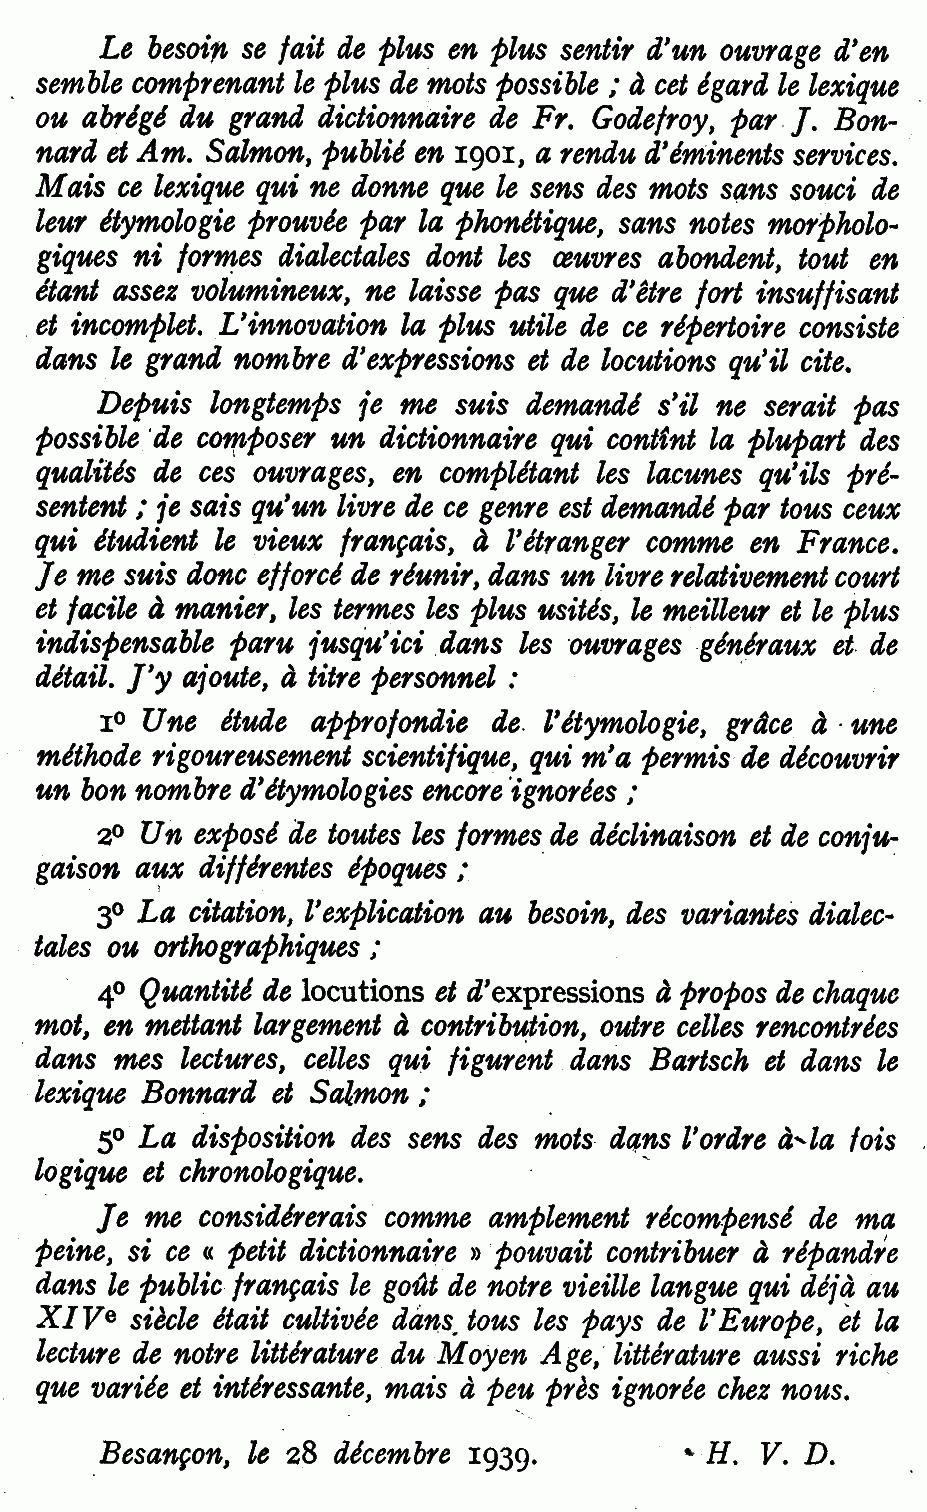 Le besoin se fait de plus en plus sentir d'un ouvrage d'en
semble comprenant le plus de mots possible ; à cet égard le lexique
ou abrégé du grand dictionnaire de Fr. Godefroy, par J. Bon-
nard et Am. Salmon, publié en 1901, a rendu d'éminents services.
Mais ce lexique qui ne donne que le sens des mots sans souci de
leur étymologie prouvée par la phonétique, sans notes morpholo-
giques ni formes dialectales dont les œuvres abondent, tout en
étant assez volumineux, ne laisse pas que d'être fort insuffisant
et incomplet. L'innovation la plus utile de ce répertoire consiste
dans le grand nombre d'expressions et de locutions qu'il cite.
Depuis longtemps je me suis demandé s'il ne serait pas
possible de composer un dictionnaire qui contînt la plupart des
qualités de ces ouvrages, en complétant les lacunes qu'ils pré-
sentent ; je sais qu'un livre de ce genre est demandé par tous ceux
qui étudient le vieux français, à l'étranger comme en France.
Je me suis donc efforcé de réunir, dans un livre relativement court
et facile à manier, les termes les plus usités, le meilleur et le plus
indispensable paru jusqu'ici dans les ouvrages généraux et de
détail. J'y ajoute, à titre personnel :
1º Une étude approfondie de l'étymologie, grâce à une
méthode rigoureusement scientifique, qui m'a permis de découvrir
un bon nombre d'étymologies encore ignorées ;
2º Un exposé de toutes les formes de déclinaison et de conju-
gaison aux différentes époques ;
3º La citation, l'explication au besoin, des variantes dialec-
tales ou orthographiques ;
4º Quantité de locutions et d'expressions à propos de chaque
mot, en mettant largement à contribution, outre celles rencontrées
dans mes lectures, celles qui figurent dans Bartsch et dans le
lexique Bonnard et Salmon ;
5º La disposition des sens des mots dans l'ordre à la fois
logique et chronologique.
Je me considérerais comme amplement récompensé de ma
peine, si ce « petit dictionnaire » pouvait contribuer à répandre
dans le public français le goût de notre vieille langue qui déjà au
XIVe siècle était cultivée dans tous les pays de l'Europe, et la
lecture de notre littérature du Moyen Age, littérature aussi riche
que variée et intéressante, mais à peu près ignorée chez nous.
Besançon, le 28 décembre 1939. H. V. D.